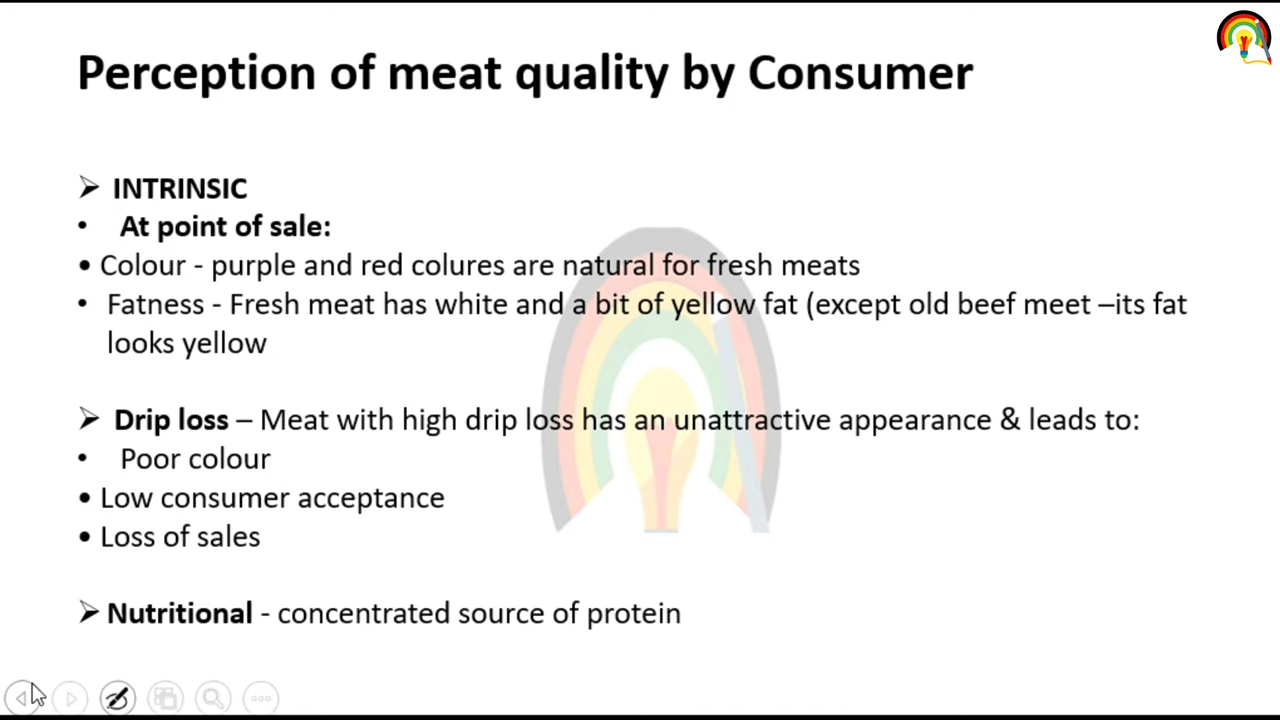 Perception of meat quality by Consumer
➢ INTRINSIC
• At point of sale:
• Colour - purple and red colures are natural for fresh meats
• Fatness - Fresh meat has white and a bit of yellow fat (except old beef meet –its fat
looks yellow
➢ Drip loss – Meat with high drip loss has an unattractive appearance & leads to:
• Poor colour
• Low consumer acceptance
• Loss of sales
➢ Nutritional - concentrated source of protein